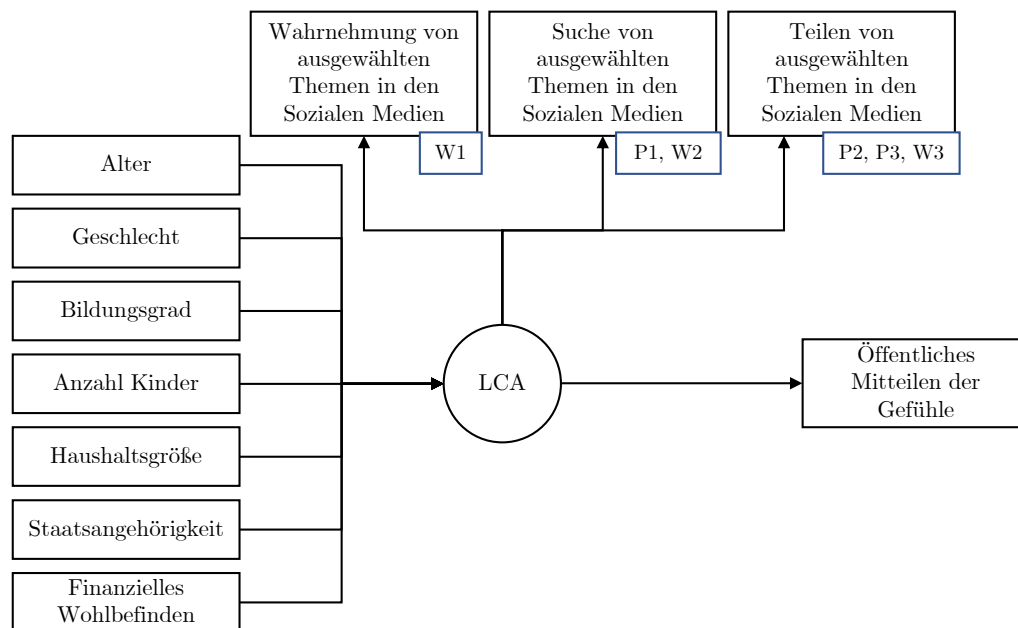 Wahrnehmung von
ausgewählten
Themen in den
Sozialen Medien
W1
Suche von
ausgewählten
Themen in den
Sozialen Medien
P1, W2
Teilen von
ausgewählten
Themen in den
Sozialen Medien
P2, P3, W3
Alter
Geschlecht
Bildungsgrad
Anzahl Kinder
Haushaltsgröße
Staatsangehörigkeit
Finanzielles
Wohlbefinden
LCA
Öffentliches
Mitteilen der
Gefühle